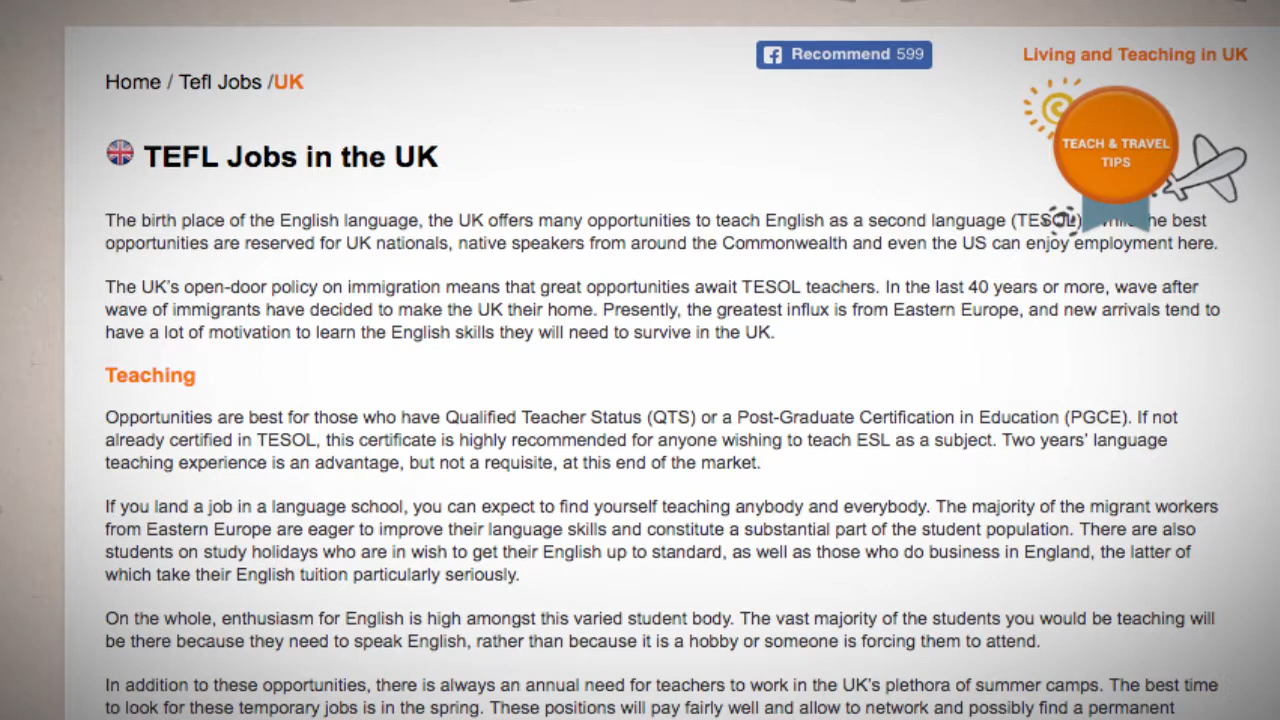 Recommend 599
Living and Teaching in UK
Home / Tefl Jobs /UK
TEACH & TRAVEL
TIPS
TEFL Jobs in the UK
The birth place of the English language, the UK offers many opportunities to teach English as a second language (TESOL). While the best
opportunities are reserved for UK nationals, native speakers from around the Commonwealth and even the US can enjoy employment here.
The UK's open-door policy on immigration means that great opportunities await TESOL teachers. In the last 40 years or more, wave after
wave of immigrants have decided to make the UK their home. Presently, the greatest influx is from Eastern Europe, and new arrivals tend to
have a lot of motivation to learn the English skills they will need to survive in the UK.
Teaching
Opportunities are best for those who have Qualified Teacher Status (QTS) or a Post-Graduate Certification in Education (PGCE). If not
already certified in TESOL, this certificate is highly recommended for anyone wishing to teach ESL as a subject. Two years' language
teaching experience is an advantage, but not a requisite, at this end of the market.
If you land a job in a language school, you can expect to find yourself teaching anybody and everybody. The majority of the migrant workers
from Eastern Europe are eager to improve their language skills and constitute a substantial part of the student population. There are also
students on study holidays who are in wish to get their English up to standard, as well as those who do business in England, the latter of
which take their English tuition particularly seriously.
On the whole, enthusiasm for English is high amongst this varied student body. The vast majority of the students you would be teaching will
be there because they need to speak English, rather than because it is a hobby or someone is forcing them to attend.
In addition to these opportunities, there is always an annual need for teachers to work in the UK's plethora of summer camps. The best time
to look for these temporary jobs is in the spring. These positions will pay fairly well and allow to network and possibly find a permanent